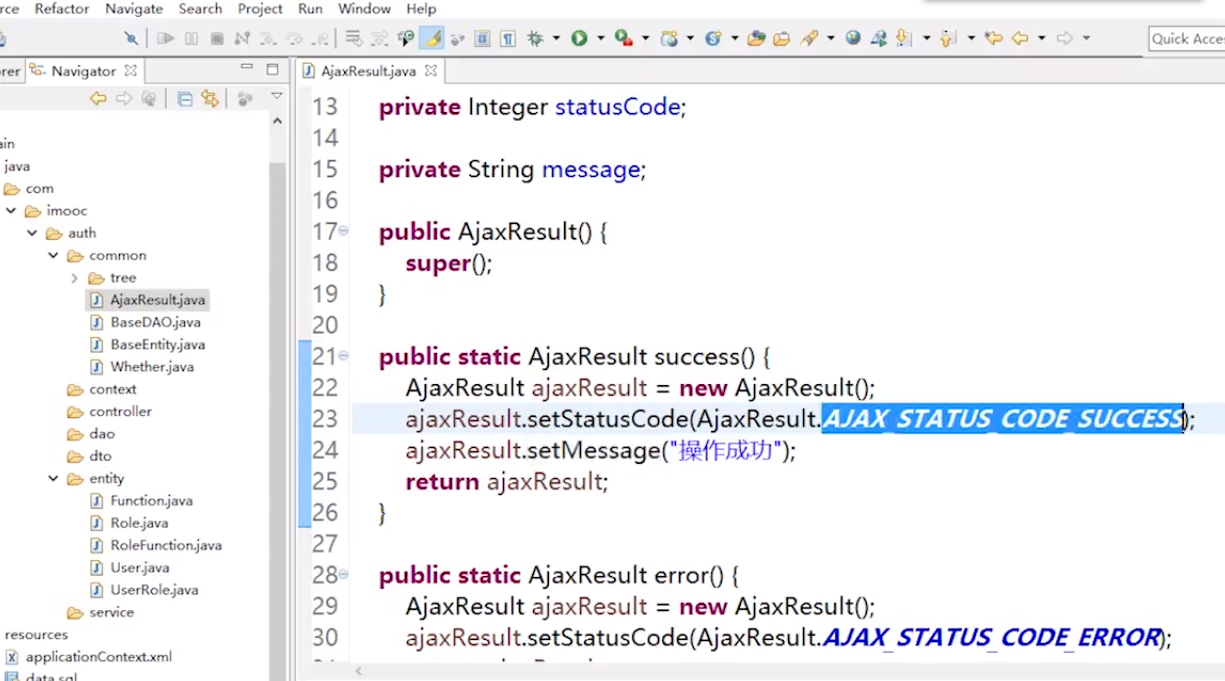 Refactor Navigate Search Project Run Window Help
Quick Acces
Navigator
AjaxResult.java
java
com
imooc
auth
common
tree
AjaxResult.java
BaseDAO.java
BaseEntity.java
Whether.java
context
controller
dao
dto
entity
Function.java
Role.java
RoleFunction.java
User.java
UserRole.java
service
resources
applicationContext.xml
data.sql
13 private Integer statusCode;
14
15 private String message;
16
17 public AjaxResult() {
18 super();
19 }
20
21 public static AjaxResult success() {
22 AjaxResult ajaxResult = new AjaxResult();
23 ajaxResult.setStatusCode(AjaxResult.AJAX_STATUS_CODE_SUCCESS);
24 ajaxResult.setMessage("操作成功");
25 return ajaxResult;
26 }
27
28 public static AjaxResult error() {
29 AjaxResult ajaxResult = new AjaxResult();
30 ajaxResult.setStatusCode(AjaxResult.AJAX_STATUS_CODE_ERROR);